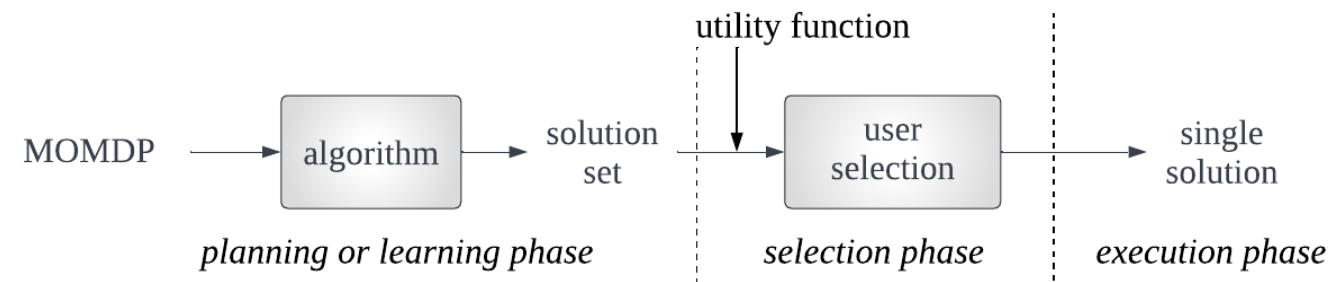 utility function
MOMDP
algorithm
solution
set
user
selection
single
solution
planning or learning phase
selection phase
execution phase